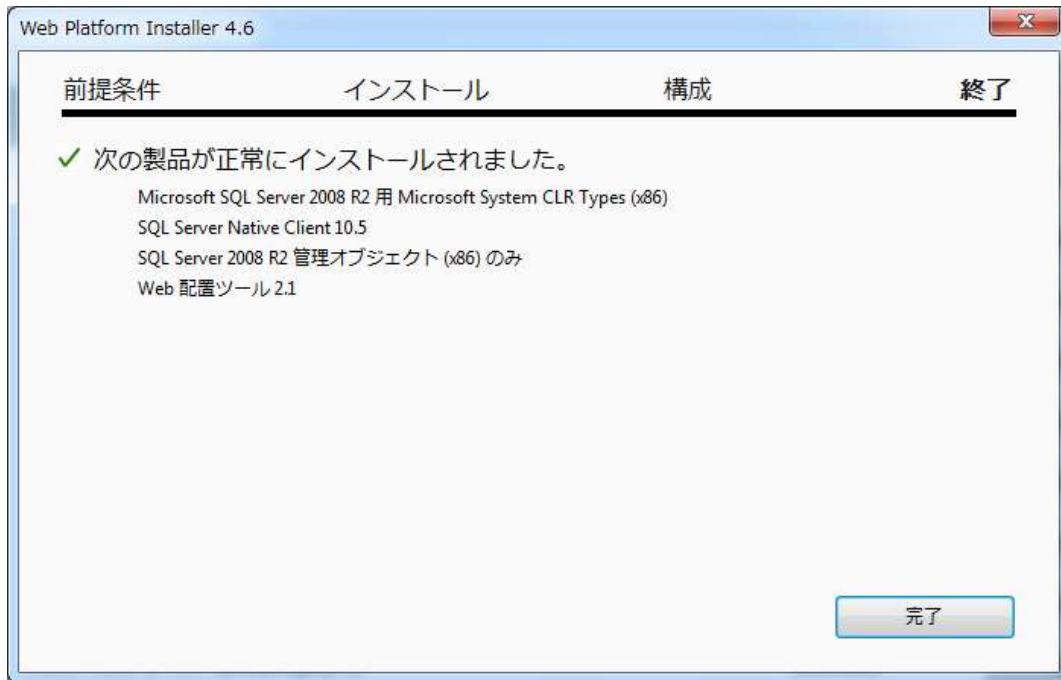 Web Platform Installer 4.6
前提条件 インストール 構成 終了
次の製品が正常にインストールされました。
Microsoft SQL Server 2008 R2 用 Microsoft System CLR Types (x86)
SQL Server Native Client 10.5
SQL Server 2008 R2 管理オブジェクト (x86) のみ
Web 配置ツール 2.1
完了